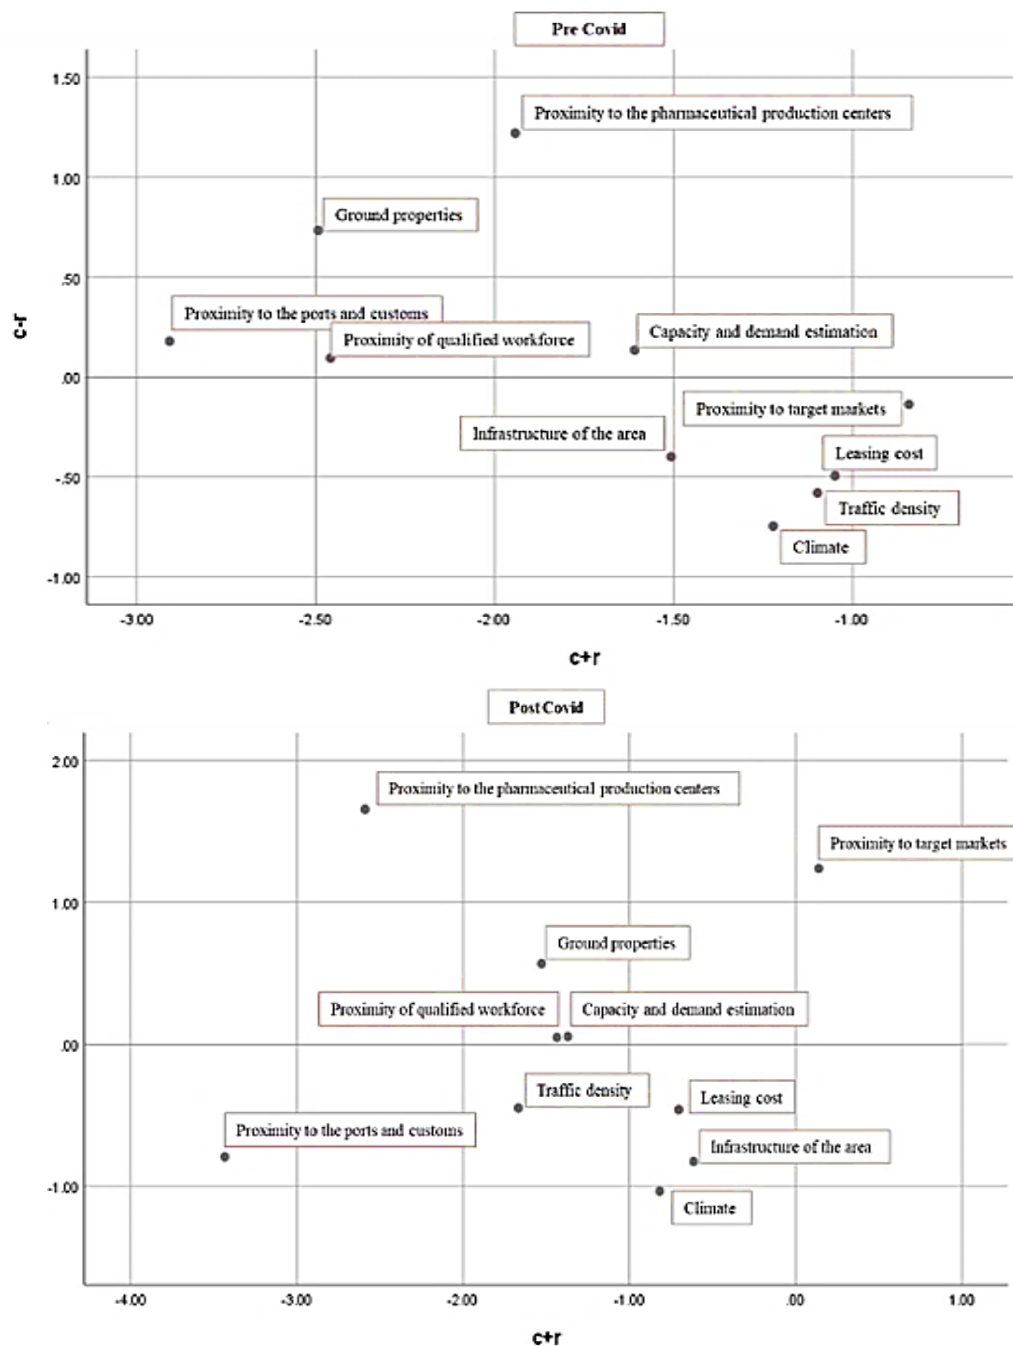 Pre Covid
1.50
Proximity to the pharmaceutical production centers
1.00
Ground properties
.50
Proximity to the ports and customs
Proximity of qualified workforce
Capacity and demand estimation
c-r
.00
Proximity to target markets
Infrastructure of the area
Leasing cost
-.50
Traffic density
Climate
-1.00
-3.00 -2.50 -2.00 -1.50 -1.00
c+r
Post Covid
2.00
Proximity to the pharmaceutical production centers
Proximity to target markets
1.00
Ground properties
Proximity of qualified workforce Capacity and demand estimation
.00
Traffic density
Leasing cost
Proximity to the ports and customs
Infrastructure of the area
-1.00
Climate
-4.00 -3.00 -2.00 -1.00 .00 1.00
c+r